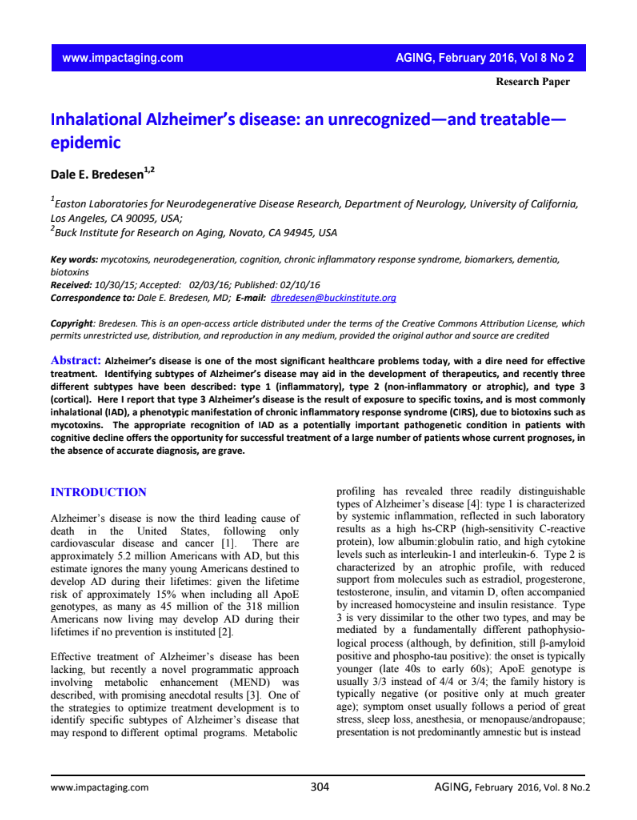 www.impactaging.com AGING, February 2016, Vol 8 No 2
Research Paper
Inhalational Alzheimer's disease: an unrecognized—and treatable—
epidemic
Dale E. Bredesen1,2
1Easton Laboratories for Neurodegenerative Disease Research, Department of Neurology, University of California,
Los Angeles, CA 90095, USA;
2Buck Institute for Research on Aging, Novato, CA 94945, USA
Key words: mycotoxins, neurodegeneration, cognition, chronic inflammatory response syndrome, biomarkers, dementia,
biotoxins
Received: 10/30/15; Accepted: 02/03/16; Published: 02/10/16
Correspondence to: Dale E. Bredesen, MD; E-mail: dbredesen@buckinstitute.org
Copyright: Bredesen. This is an open-access article distributed under the terms of the Creative Commons Attribution License, which
permits unrestricted use, distribution, and reproduction in any medium, provided the original author and source are credited
Abstract: Alzheimer's disease is one of the most significant healthcare problems today, with a dire need for effective
treatment. Identifying subtypes of Alzheimer's disease may aid in the development of therapeutics, and recently three
different subtypes have been described: type 1 (inflammatory), type 2 (non-inflammatory or atrophic), and type 3
(cortical). Here I report that type 3 Alzheimer's disease is the result of exposure to specific toxins, and is most commonly
inhalational (IAD), a phenotypic manifestation of chronic inflammatory response syndrome (CIRS), due to biotoxins such as
mycotoxins. The appropriate recognition of IAD as a potentially important pathogenetic condition in patients with
cognitive decline offers the opportunity for successful treatment of a large number of patients whose current prognoses, in
the absence of accurate diagnosis, are grave.
INTRODUCTION
Alzheimer's disease is now the third leading cause of
death in the United States, following only
cardiovascular disease and cancer [1]. There are
approximately 5.2 million Americans with AD, but this
estimate ignores the many young Americans destined to
develop AD during their lifetimes: given the lifetime
risk of approximately 15% when including all ApoE
genotypes, as many as 45 million of the 318 million
Americans now living may develop AD during their
lifetimes if no prevention is instituted [2].
Effective treatment of Alzheimer's disease has been
lacking, but recently a novel programmatic approach
involving metabolic enhancement (MEND) was
described, with promising anecdotal results [3]. One of
the strategies to optimize treatment development is to
identify specific subtypes of Alzheimer's disease that
may respond to different optimal programs. Metabolic
profiling has revealed three readily distinguishable
types of Alzheimer's disease [4]: type 1 is characterized
by systemic inflammation, reflected in such laboratory
results as a high hs-CRP (high-sensitivity C-reactive
protein), low albumin:globulin ratio, and high cytokine
levels such as interleukin-1 and interleukin-6. Type 2 is
characterized by an atrophic profile, with reduced
support from molecules such as estradiol, progesterone,
testosterone, insulin, and vitamin D, often accompanied
by increased homocysteine and insulin resistance. Type
3 is very dissimilar to the other two types, and may be
mediated by a fundamentally different pathophysio-
logical process (although, by definition, still β-amyloid
positive and phospho-tau positive): the onset is typically
younger (late 40s to early 60s); ApoE genotype is
usually 3/3 instead of 4/4 or 3/4; the family history is
typically negative (or positive only at much greater
age); symptom onset usually follows a period of great
stress, sleep loss, anesthesia, or menopause/andropause;
presentation is not predominantly amnestic but is instead
www.impactaging.com 304 AGING, February 2016, Vol. 8 No.2